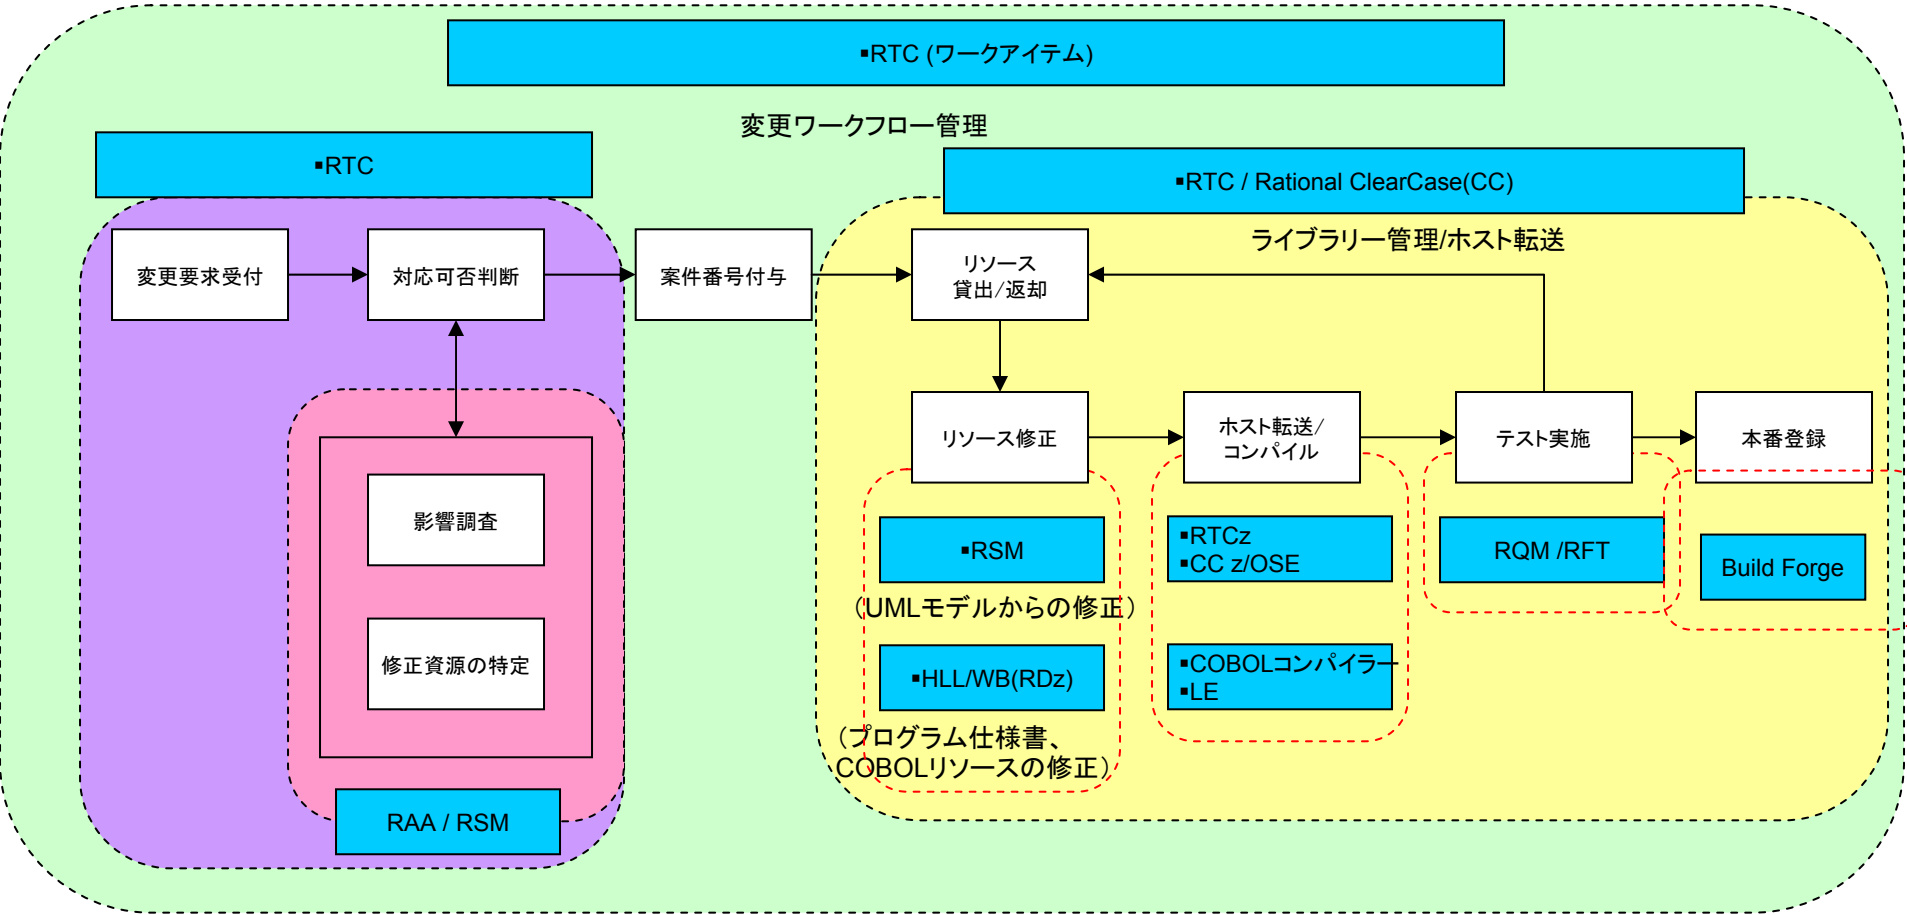 ▪RTC (ワークアイテム)
変更ワークフロー管理
▪RTC
▪RTC / Rational ClearCase(CC)
ライブラリー管理/ホスト転送
変更要求受付
対応可否判断
案件番号付与
リソース
貸出/返却
リソース修正
ホスト転送/
コンパイル
テスト実施
本番登録
影響調査
修正資源の特定
RAA / RSM
▪RSM
（UMLモデルからの修正）
▪HLL/WB(RDz)
（プログラム仕様書、
COBOLリソースの修正）
▪RTCz
▪CC z/OSE
▪COBOLコンパイラー
▪LE
RQM /RFT
Build Forge